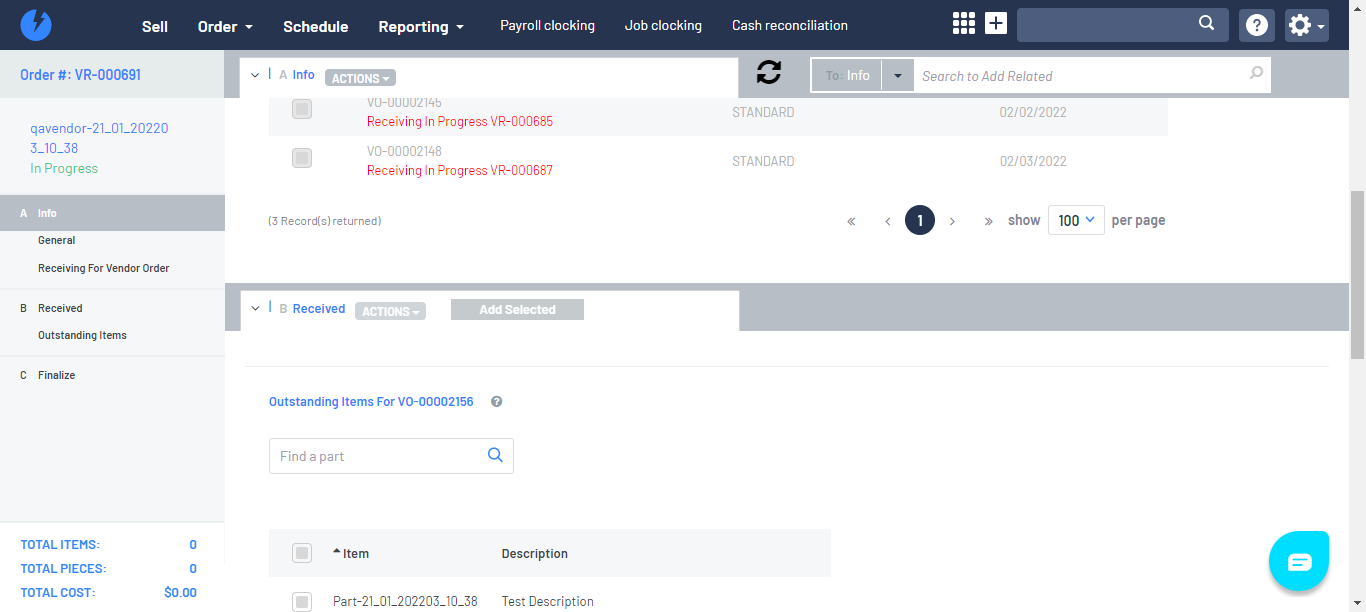 Sell Order Schedule Reporting Payroll clocking Job clocking Cash reconciliation
Order #: VR-000691
qavendor-21_01_20220
3_10_38
In Progress
A Info
General
Receiving For Vendor Order
B Received
Outstanding Items
C Finalize
TOTAL ITEMS: 0
TOTAL PIECES: 0
TOTAL COST: $0.00
A Info ACTIONS To: Info Search to Add Related
VO-00002145 STANDARD 02/02/2022
Receiving In Progress VR-000685
VO-00002148 STANDARD 02/03/2022
Receiving In Progress VR-000687
(3 Record(s) returned) « ‹ 1 › » show 100 per page
B Received ACTIONS Add Selected
Outstanding Items For VO-00002156 ?
Find a part
Item Description
Part-21_01_202203_10_38 Test Description